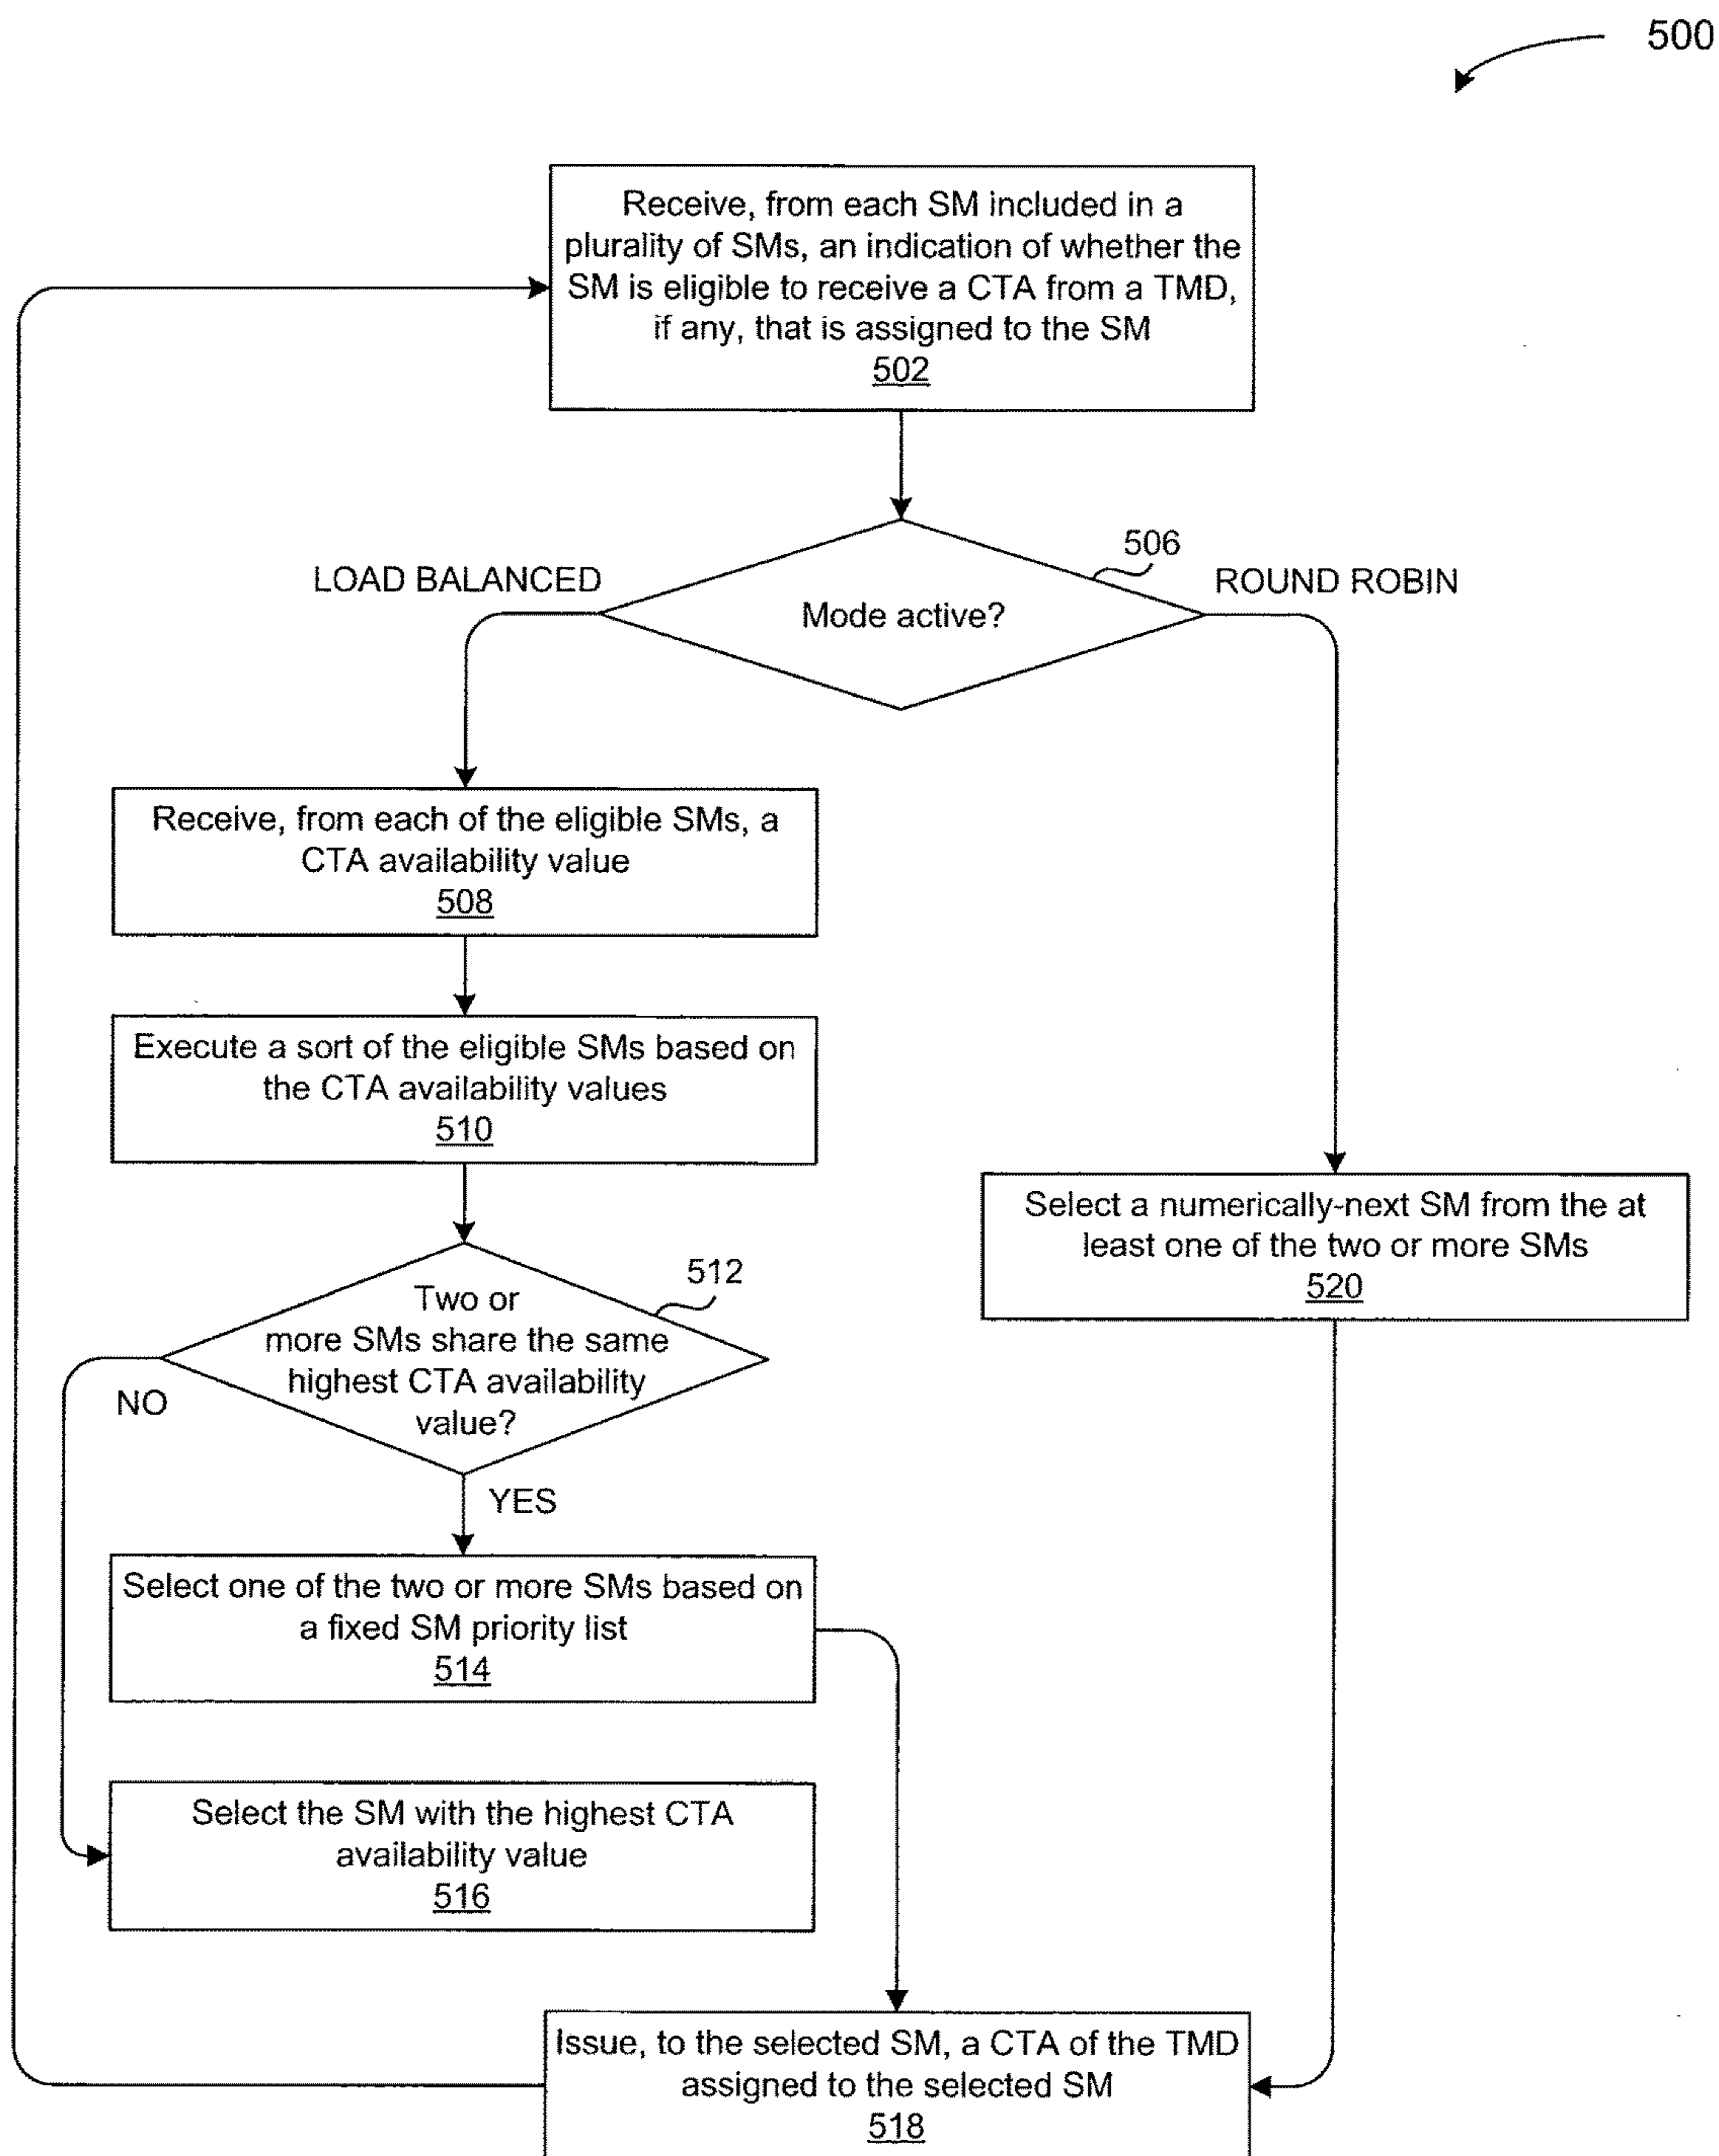 500
Receive, from each SM included in a
plurality of SMs, an indication of whether the
SM is eligible to receive a CTA from a TMD,
if any, that is assigned to the SM
502
506
LOAD BALANCED
ROUND ROBIN
Mode active?
Receive, from each of the eligible SMs, a
CTA availability value
508
Execute a sort of the eligible SMs based on
the CTA availability values
510
Select a numerically-next SM from the at
least one of the two or more SMs
520
512
Two or
more SMs share the same
highest CTA availability
value?
NO
YES
Select one of the two or more SMs based on
a fixed SM priority list
514
Select the SM with the highest CTA
availability value
516
Issue, to the selected SM, a CTA of the TMD
assigned to the selected SM
518